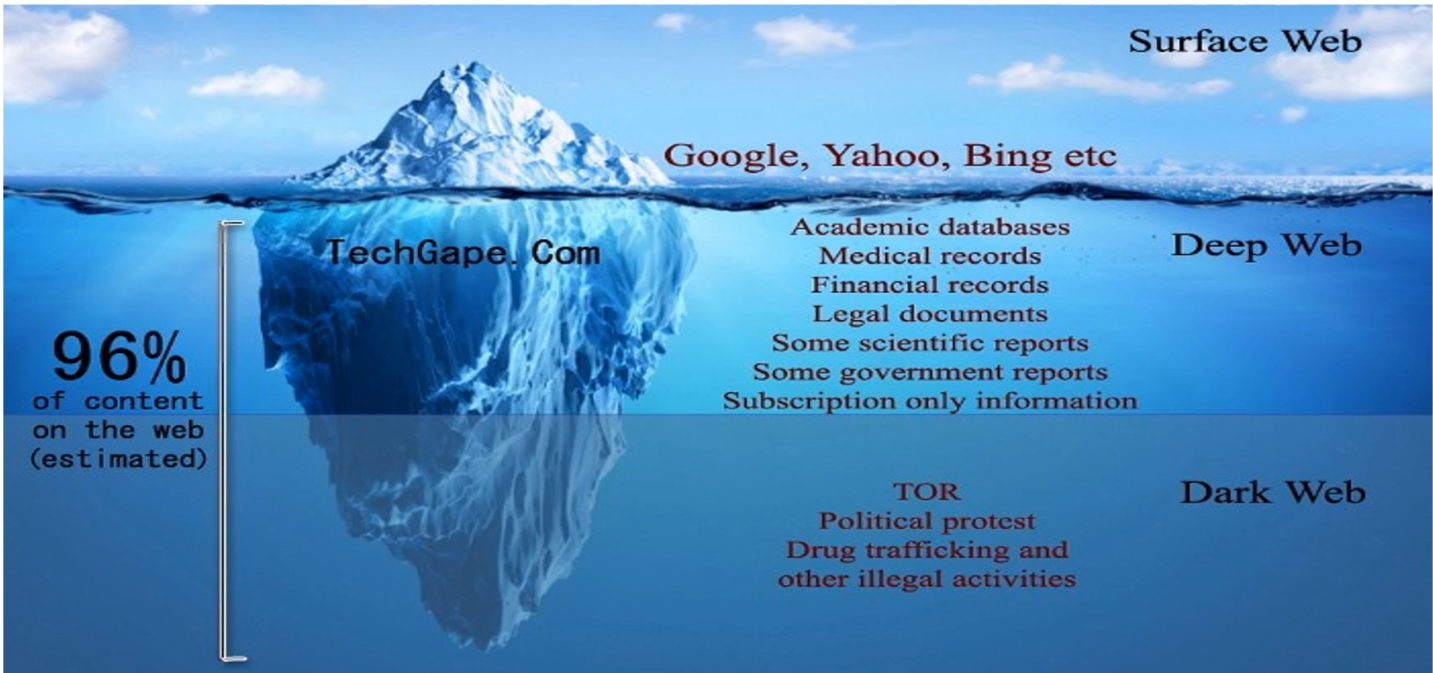 Surface Web
Google, Yahoo, Bing etc
Academic databases
Medical records
Financial records
Legal documents
Some scientific reports
Some government reports
Subscription only information
Deep Web
TechGape.Com
96%
of content
on the web
(estimated)
TOR
Political protest
Drug trafficking and
other illegal activities
Dark Web